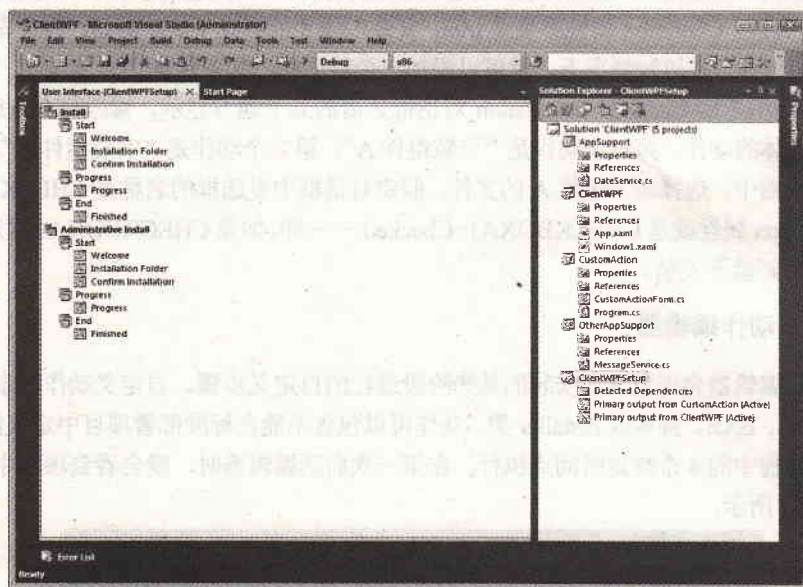 ClientWPF - Microsoft Visual Studio (Administrator)
File Edit View Project Build Debug Data Tools Test Window Help
Debug x86
User Interface (ClientWPFSetup) Start Page
Toolbox
Install
Start
Welcome
Installation Folder
Confirm Installation
Progress
Progress
End
Finished
Administrative Install
Start
Welcome
Installation Folder
Confirm Installation
Progress
Progress
End
Finished
Solution Explorer - ClientWPFSetup
Solution 'ClientWPF' (5 projects)
AppSupport
Properties
References
DateService.cs
ClientWPF
Properties
References
App.xaml
Window1.xaml
CustomAction
Properties
References
CustomActionForm.cs
Program.cs
OtherAppSupport
Properties
References
MessageService.cs
ClientWPFSetup
Detected Dependencies
Primary output from CustomAction (Active)
Primary output from ClientWPF (Active)
Properties
Error List
Ready